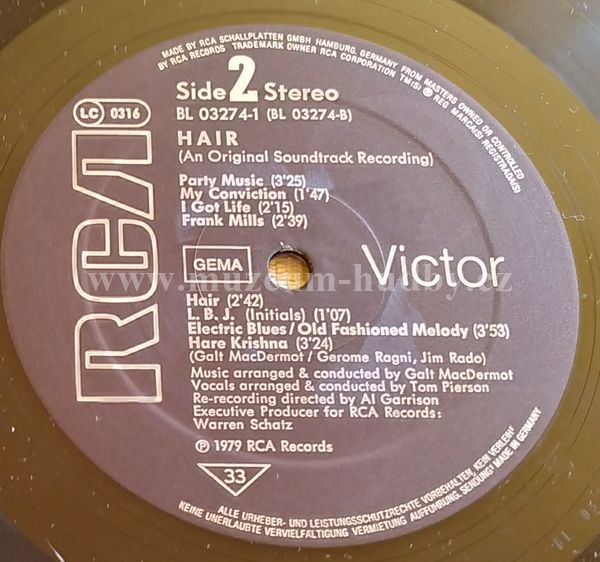 MADE BY RCA SCHALLPLATTEN GMBH HAMBURG, GERMANY FROM MASTERS OWNED OR CONTROLLED
BY RCA RECORDS TRADEMARK OWNER RCA CORPORATION TM(S) ® REG MARCA(S) REGISTRADA(S)
Side 2 Stereo
BL 03274-1 (BL 03274-B)
LC 0316
HAIR
(An Original Soundtrack Recording)
Party Music (3'25)
My Conviction (1'47)
I Got Life (2'15)
Frank Mills (2'39)
RCA
GEMA
Victor
www.muzeum-hudby.cz
Hair (2'42)
L.B.J. (Initials) (1'07)
Electric Blues/Old Fashioned Melody (3'53)
Hare Krishna (3'24)
(Galt MacDermot / Gerome Ragni, Jim Rado)
Music arranged & conducted by Galt MacDermot
Vocals arranged & conducted by Tom Pierson
Re-recording directed by Al Garrison
Executive Producer for RCA Records:
Warren Schatz
℗ 1979 RCA Records
33
ALLE URHEBER- UND LEISTUNGSSCHUTZRECHTE VORBEHALTEN, KEIN VERLEIH!
KEINE UNERLAUBTE VERVIELFÄLTIGUNG VERMIETUNG AUFFÜHRUNG, SENDUNG! MADE IN GERMANY